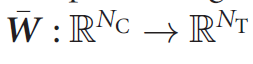 W̄ : ℝ^{N_C} → ℝ^{N_T}